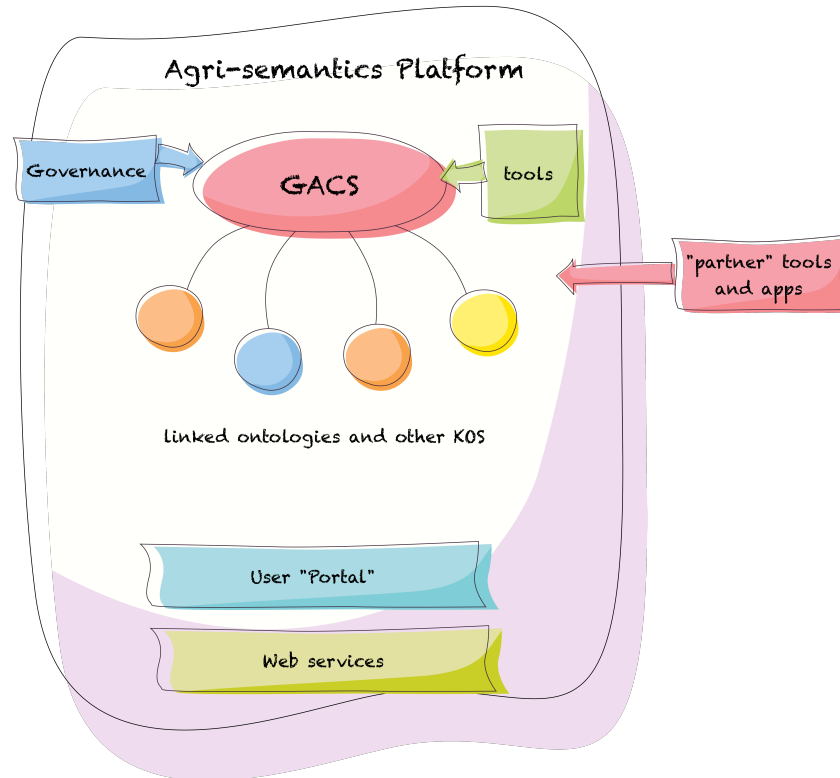 Agri-semantics Platform
Governance
GACS
tools
"partner" tools
and apps
linked ontologies and other KOS
User "Portal"
Web services